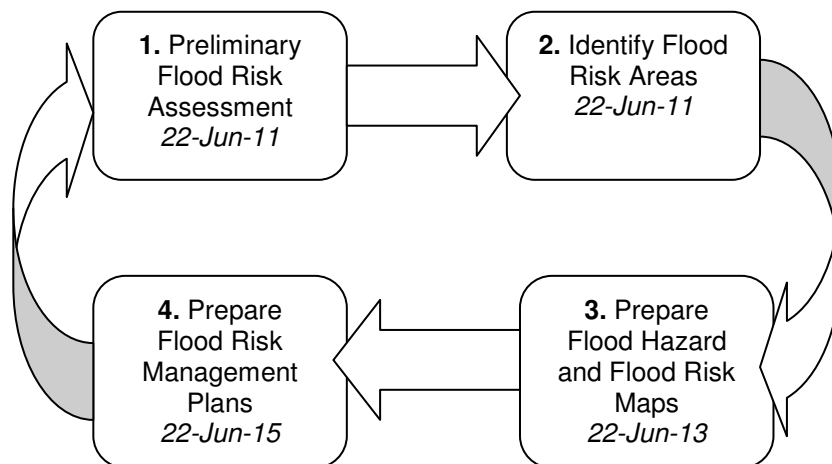 1. Preliminary
Flood Risk
Assessment
22-Jun-11
2. Identify Flood
Risk Areas
22-Jun-11
3. Prepare
Flood Hazard
and Flood Risk
Maps
22-Jun-13
4. Prepare
Flood Risk
Management
Plans
22-Jun-15